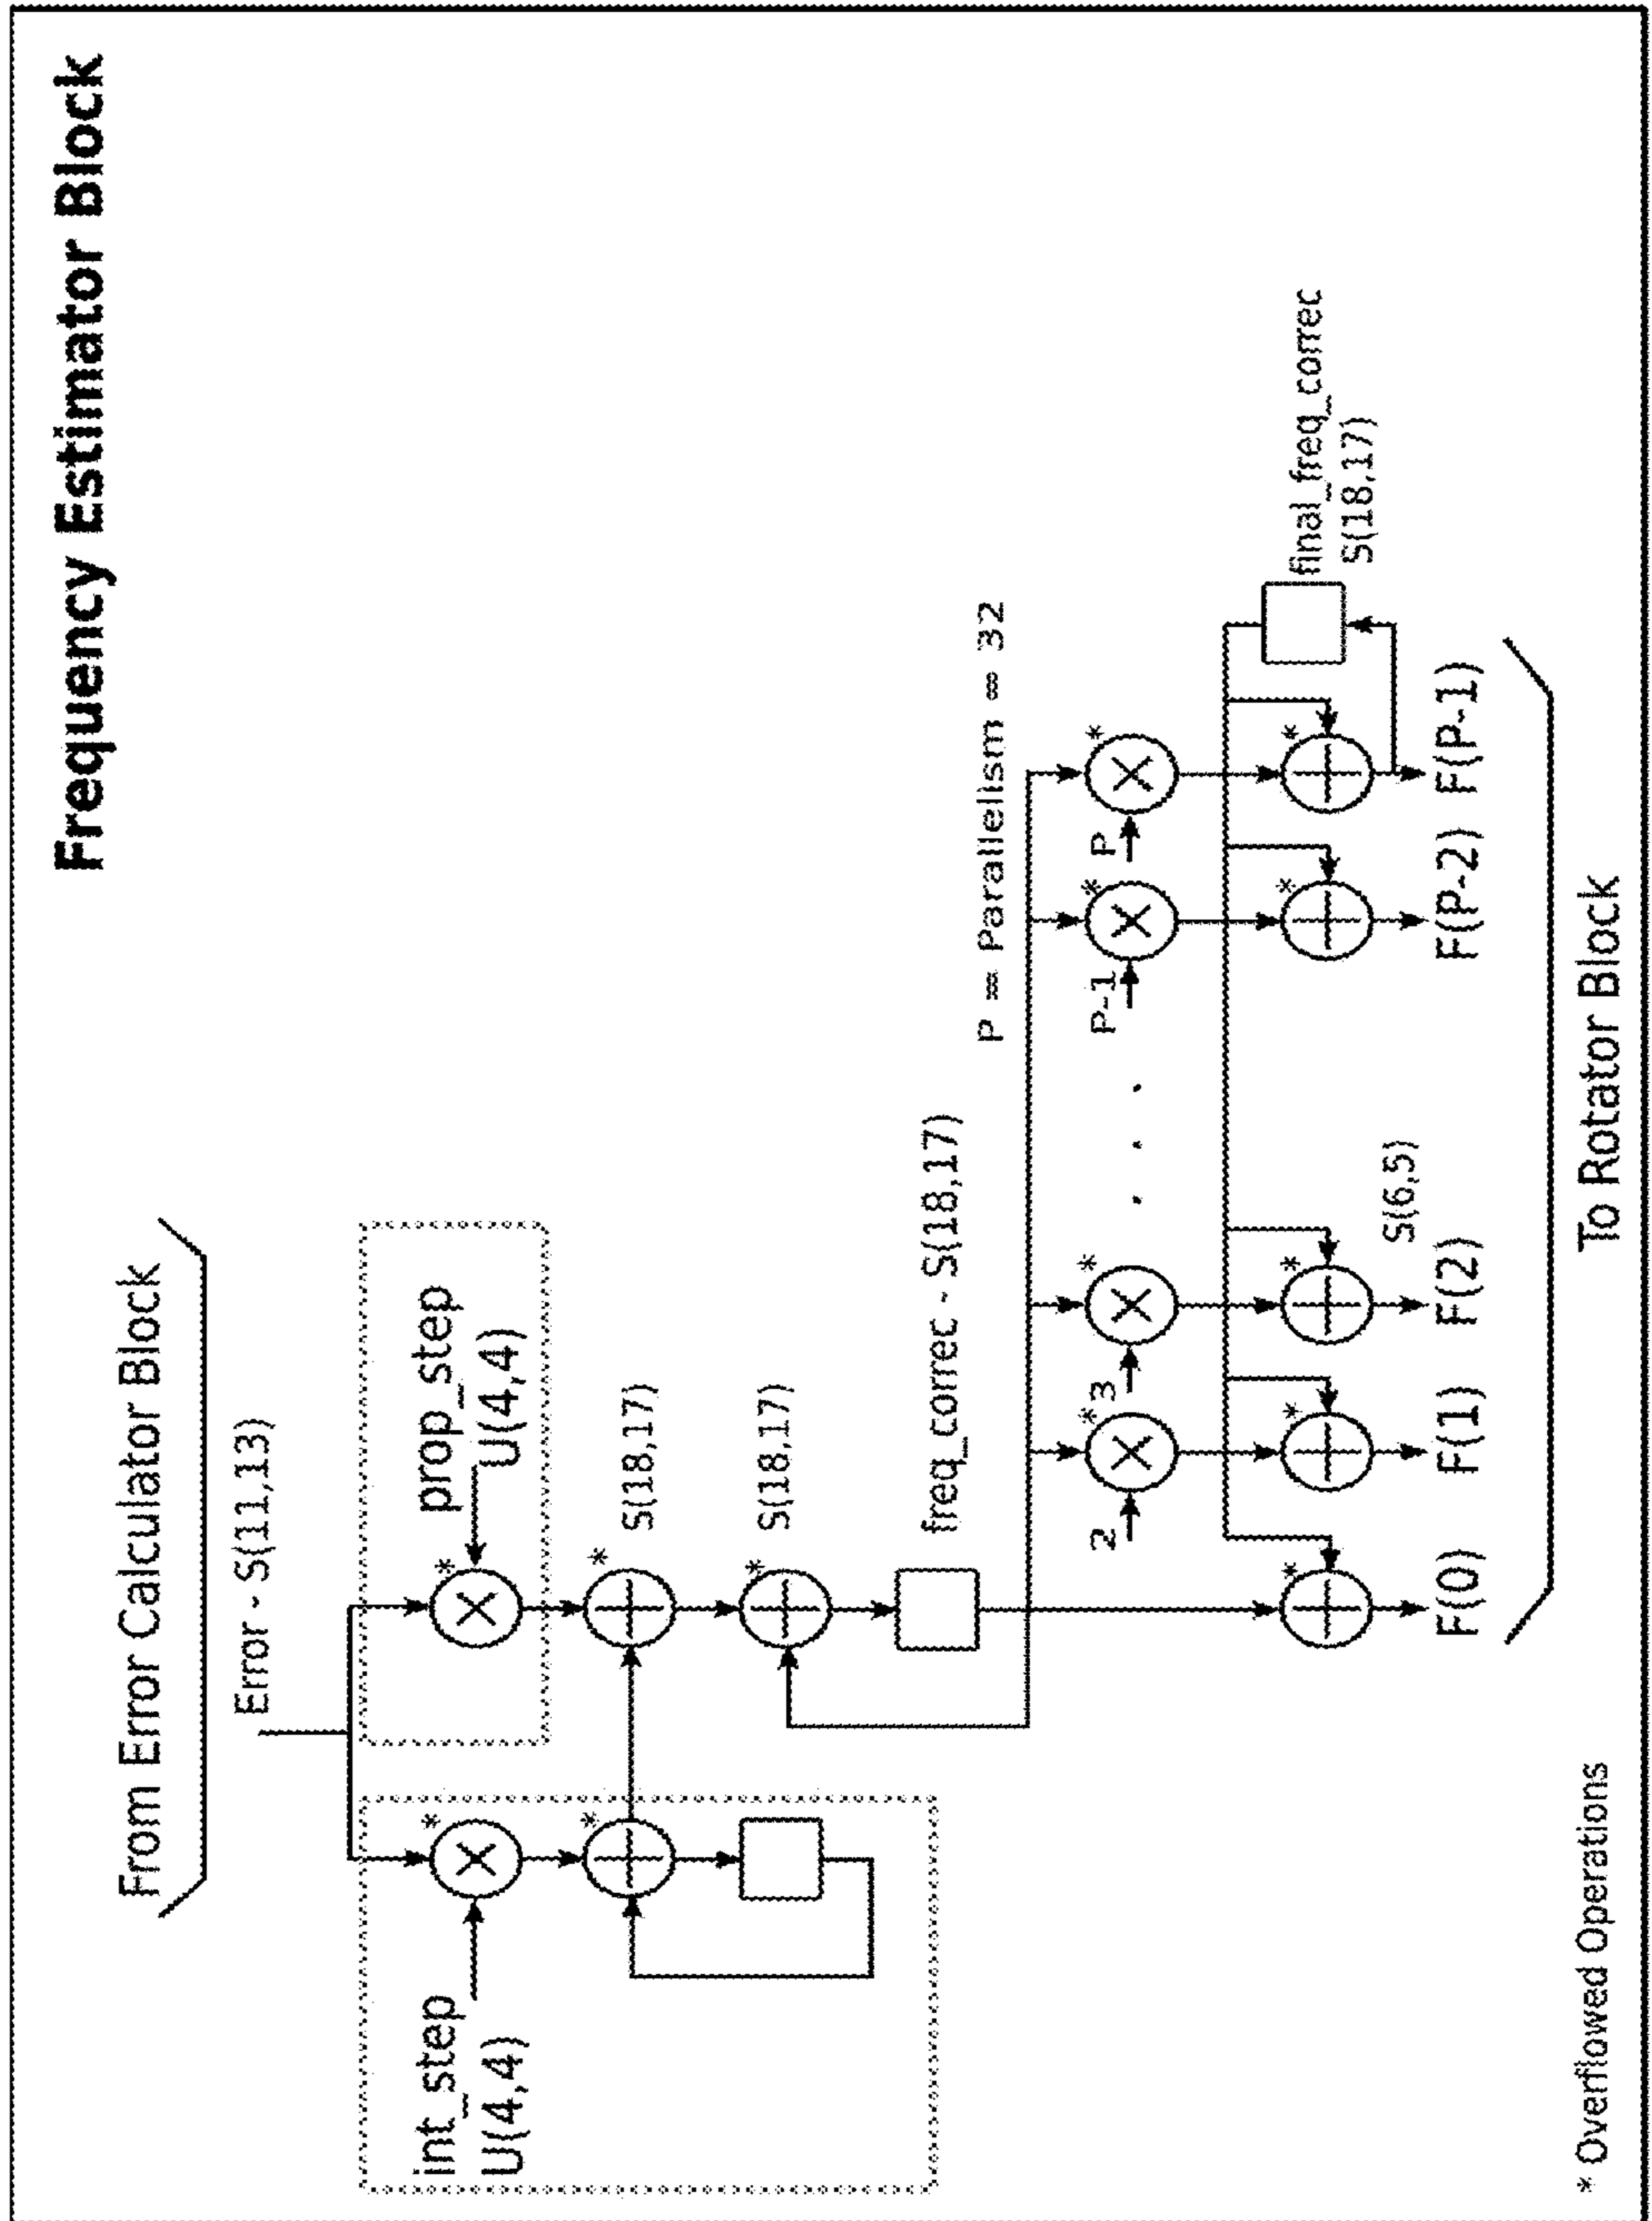 Frequency Estimator Block
From Error Calculator Block
Error - S(11,13)
int_step
U(4,4)
*
*
prop_step
U(4,4)
*
*
S(18,17)
*
S(18,17)
freq_correc - S(18,17)
P = Parallelism = 32
2
*
3
*
. . .
P-1
*
P
*
*
*
*
*
*
final_freq_correc
S(18,17)
S(6,5)
F(0) F(1) F(2) F(P-2) F(P-1)
To Rotator Block
* Overflowed Operations